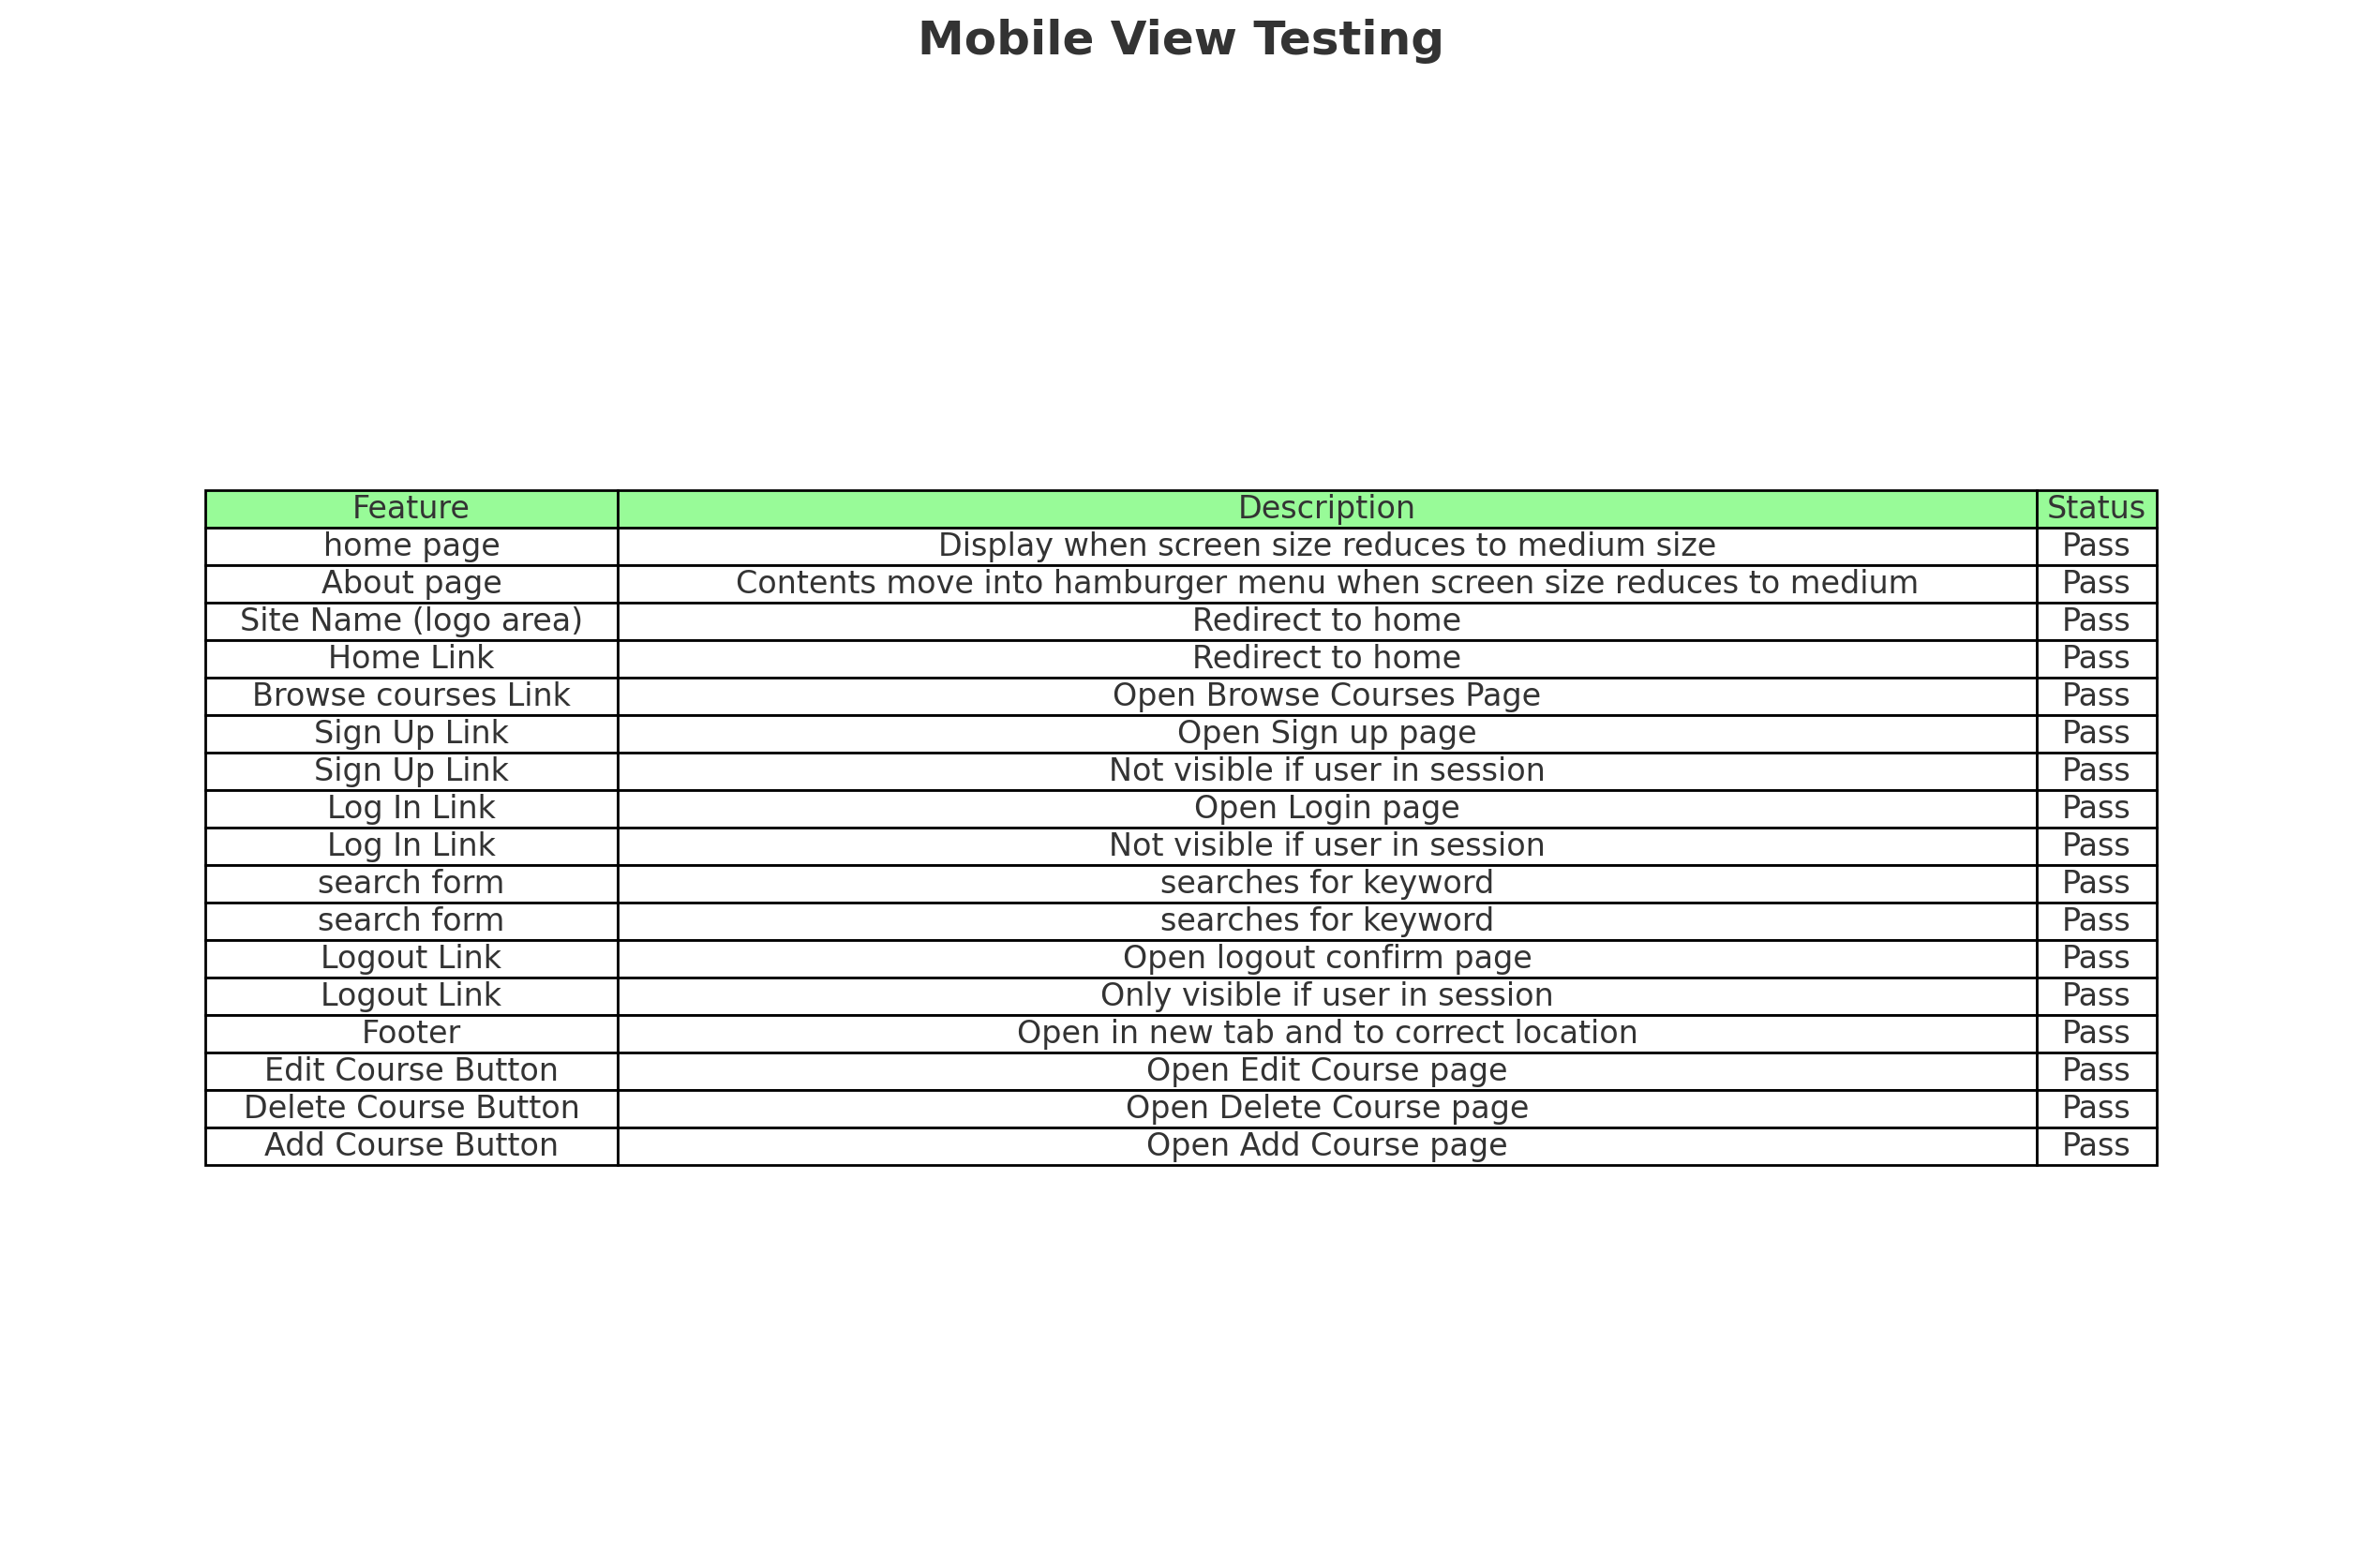 Mobile View Testing
Feature Description Status
home page Display when screen size reduces to medium size Pass
About page Contents move into hamburger menu when screen size reduces to medium Pass
Site Name (logo area) Redirect to home Pass
Home Link Redirect to home Pass
Browse courses Link Open Browse Courses Page Pass
Sign Up Link Open Sign up page Pass
Sign Up Link Not visible if user in session Pass
Log In Link Open Login page Pass
Log In Link Not visible if user in session Pass
search form searches for keyword Pass
search form searches for keyword Pass
Logout Link Open logout confirm page Pass
Logout Link Only visible if user in session Pass
Footer Open in new tab and to correct location Pass
Edit Course Button Open Edit Course page Pass
Delete Course Button Open Delete Course page Pass
Add Course Button Open Add Course page Pass